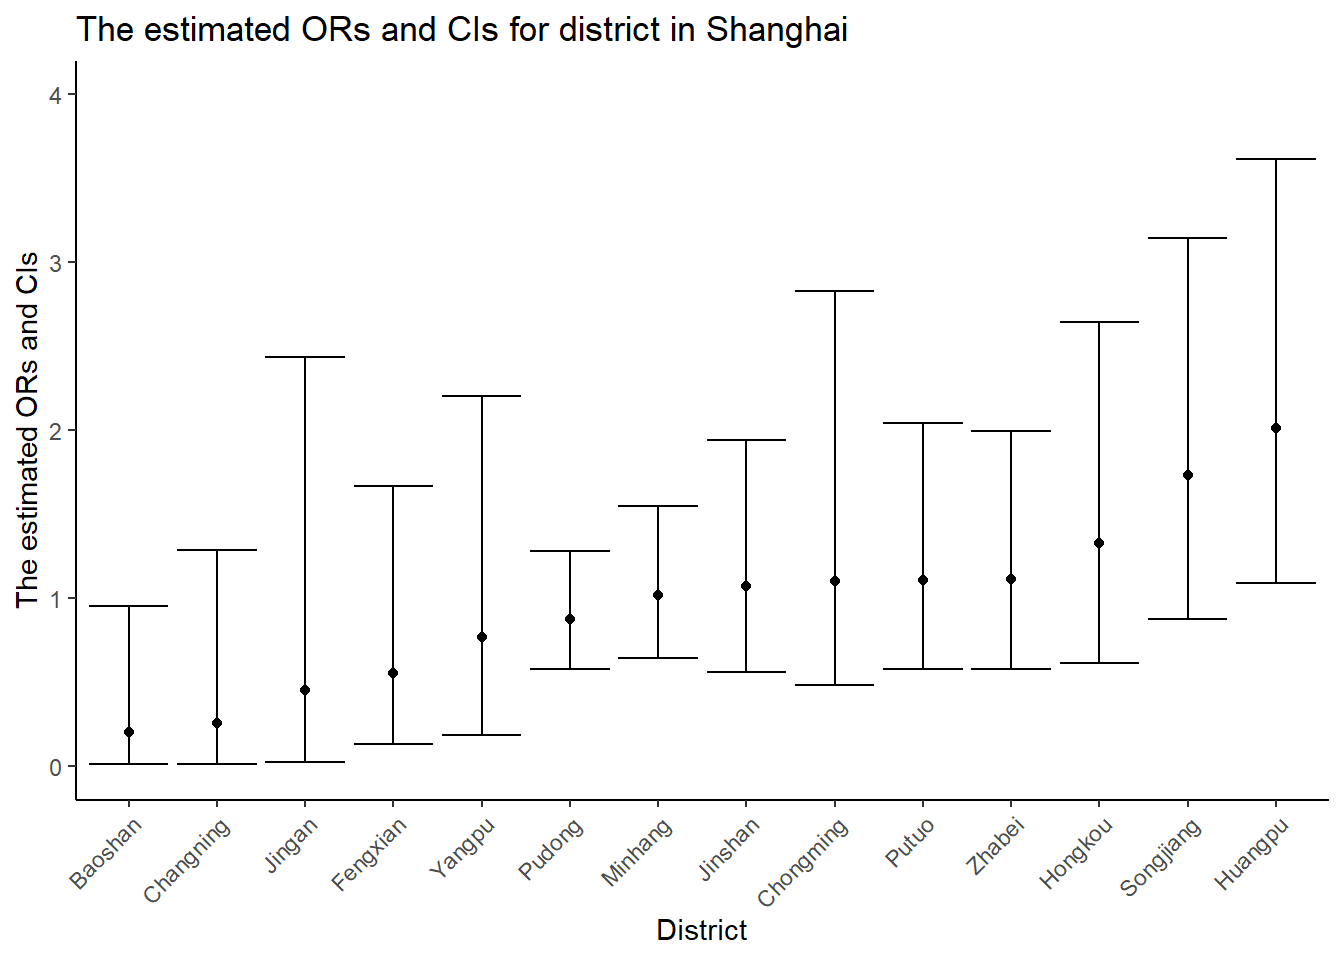 The estimated ORs and CIs for district in Shanghai
The estimated ORs and CIs
4
3
2
1
0
Baoshan
Changning
Jingan
Fengxian
Yangpu
Pudong
Minhang
Jinshan
Chongming
Putuo
Zhabei
Hongkou
Songjiang
Huangpu
District